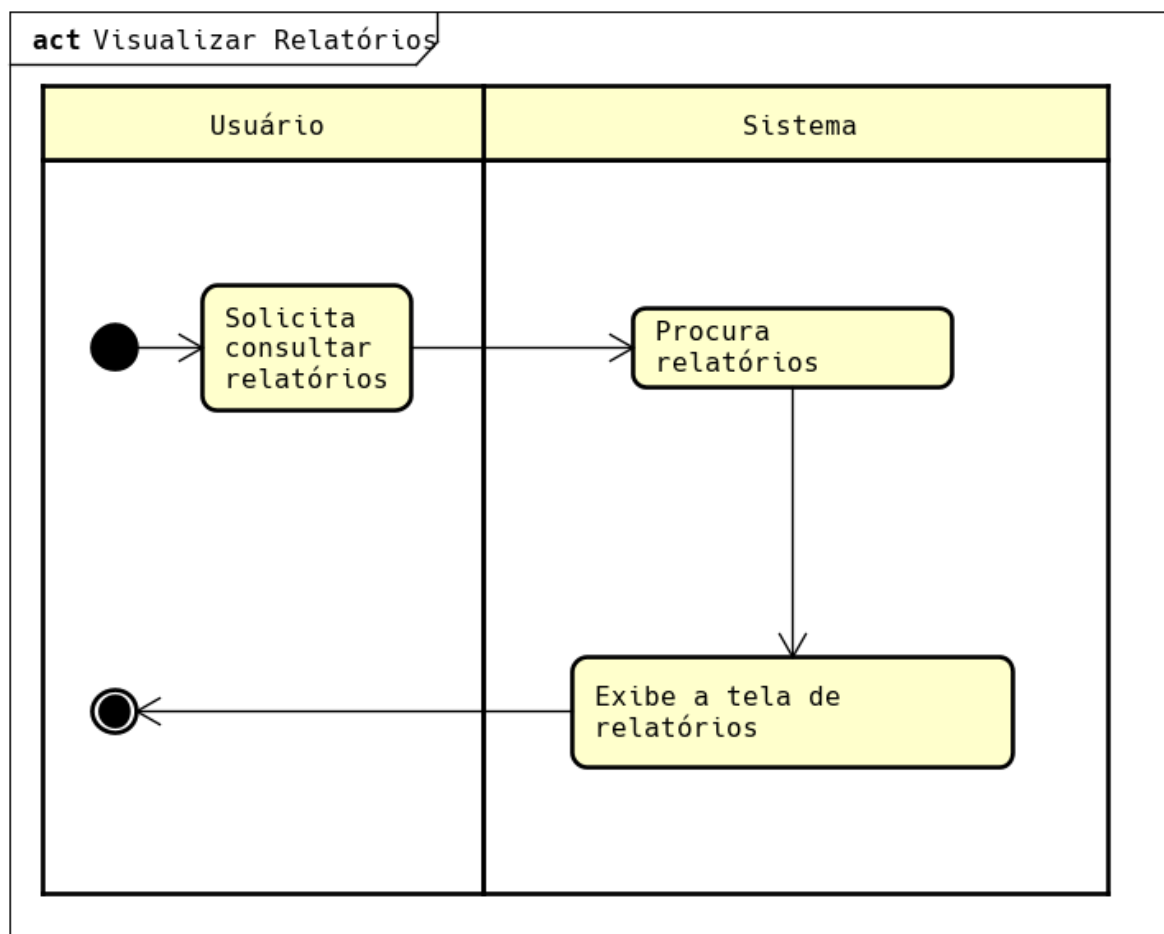 act Visualizar Relatórios
Usuário
Sistema
Solicita
consultar
relatórios
Procura
relatórios
Exibe a tela de
relatórios